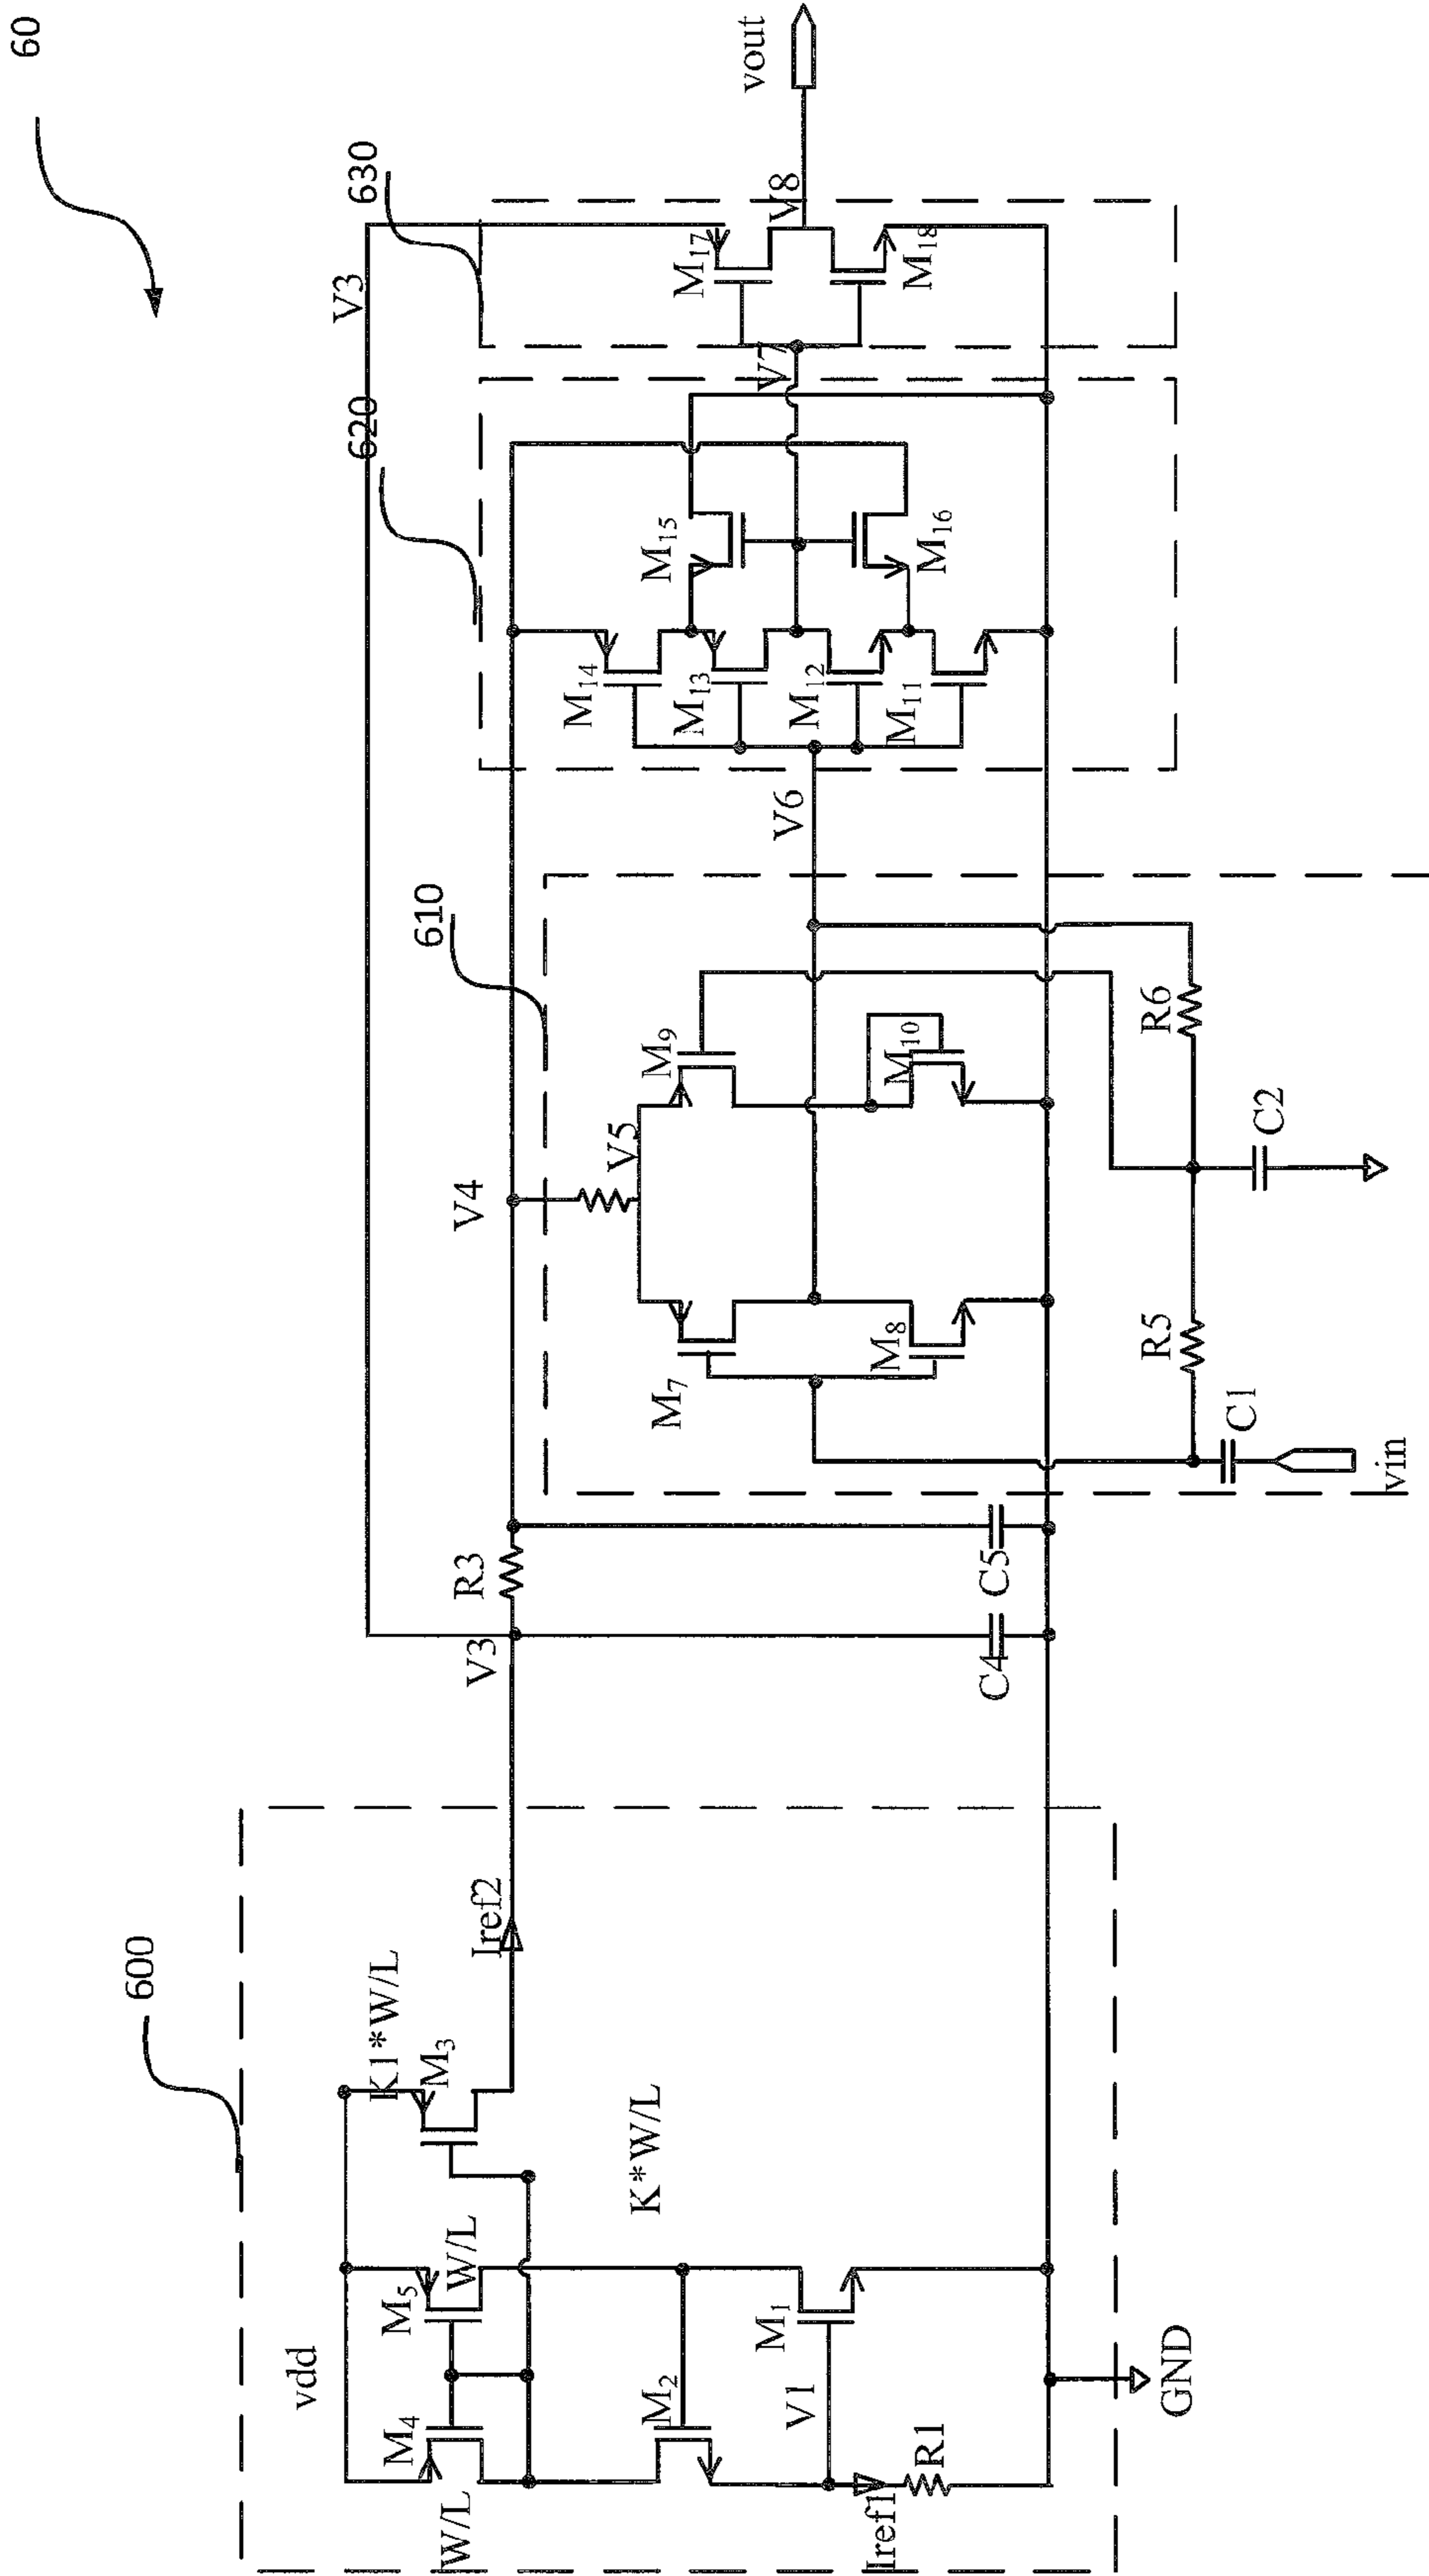 60
630
620
610
600
V3
vout
V8
M17
M18
V7
M15
M16
M14
M13
M12
M11
V6
M9
M10
V5
V4
M7
M8
R6
C2
R5
C1
vin
R3
C5
V3
C4
Iref2
K1*W/L
M3
K*W/L
W/L
M5
vdd
M4
W/L
M2
M1
V1
R1
Iref1
GND